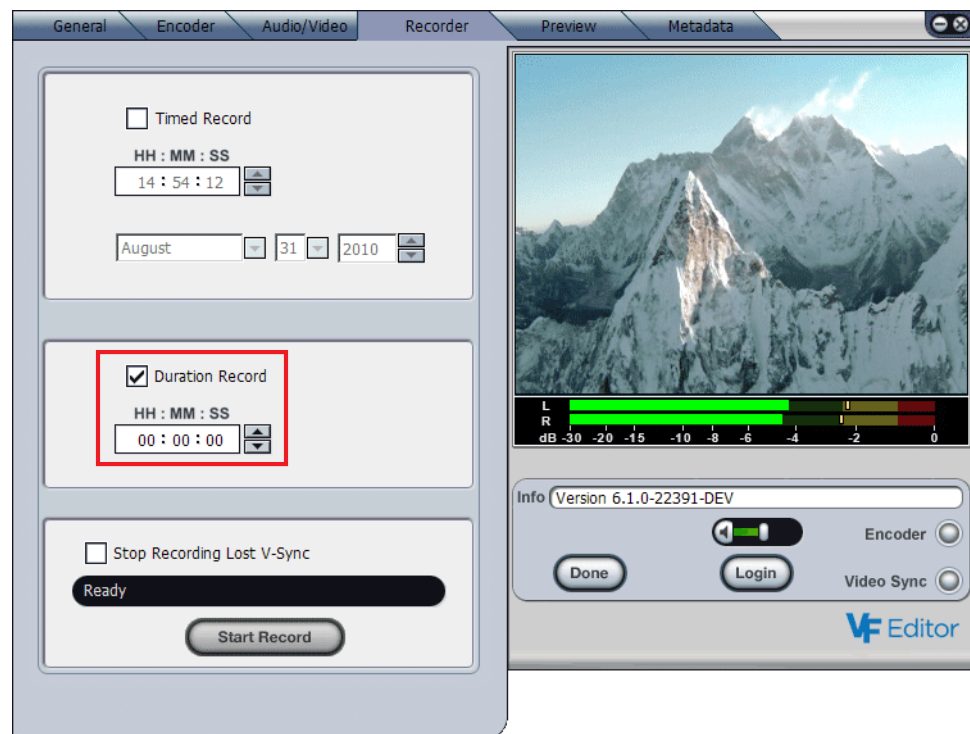 General Encoder Audio/Video Recorder Preview Metadata
Timed Record
HH : MM : SS
14 : 54 : 12
August 31 2010
Duration Record
HH : MM : SS
00 : 00 : 00
Stop Recording Lost V-Sync
Ready
Start Record
L
R
dB -30 -20 -15 -10 -8 -6 -4 -2 0
Info Version 6.1.0-22391-DEV
Encoder
Done Login Video Sync
VF Editor